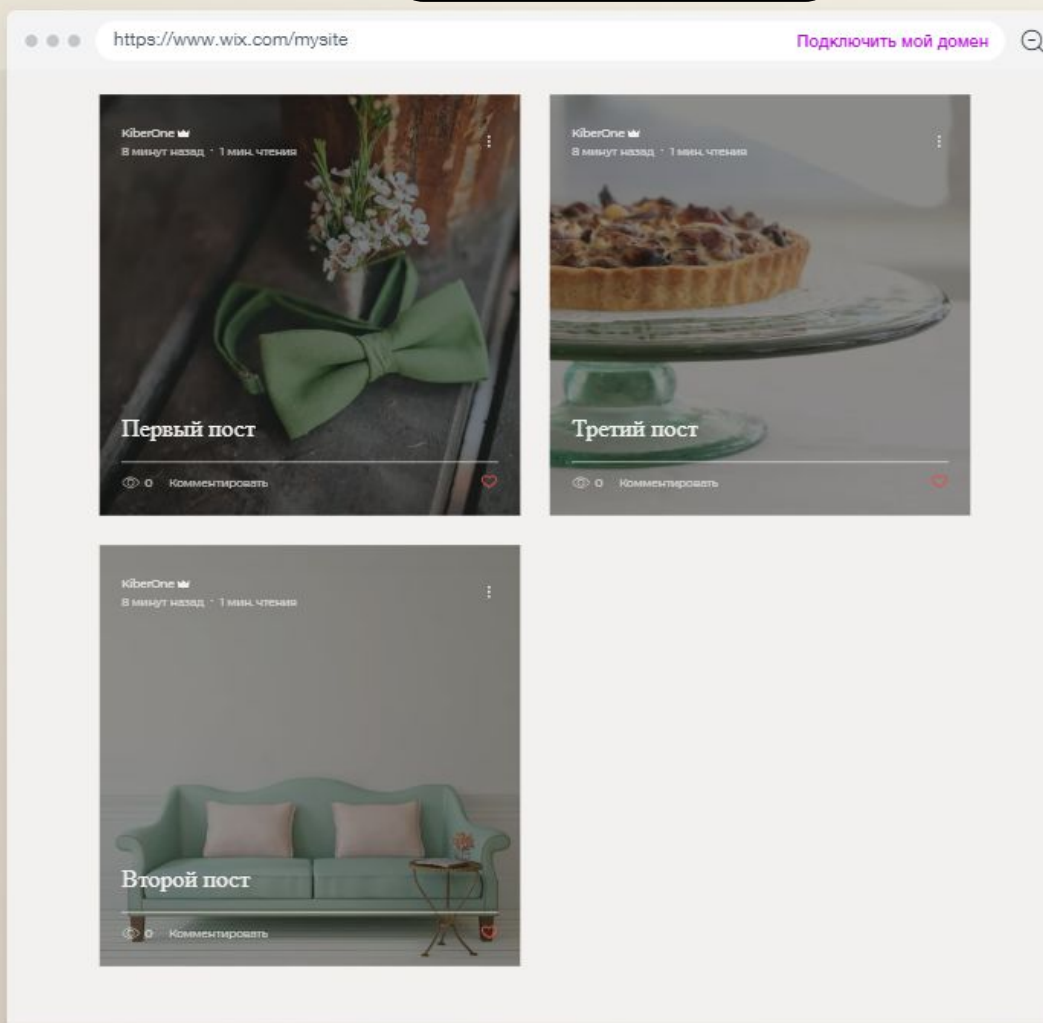 https://www.wix.com/mysite
Подключить мой домен
KiberOne
8 минут назад · 1 мин. чтения
Первый пост
0 Комментировать
KiberOne
8 минут назад · 1 мин. чтения
Третий пост
0 Комментировать
KiberOne
8 минут назад · 1 мин. чтения
Второй пост
0 Комментировать